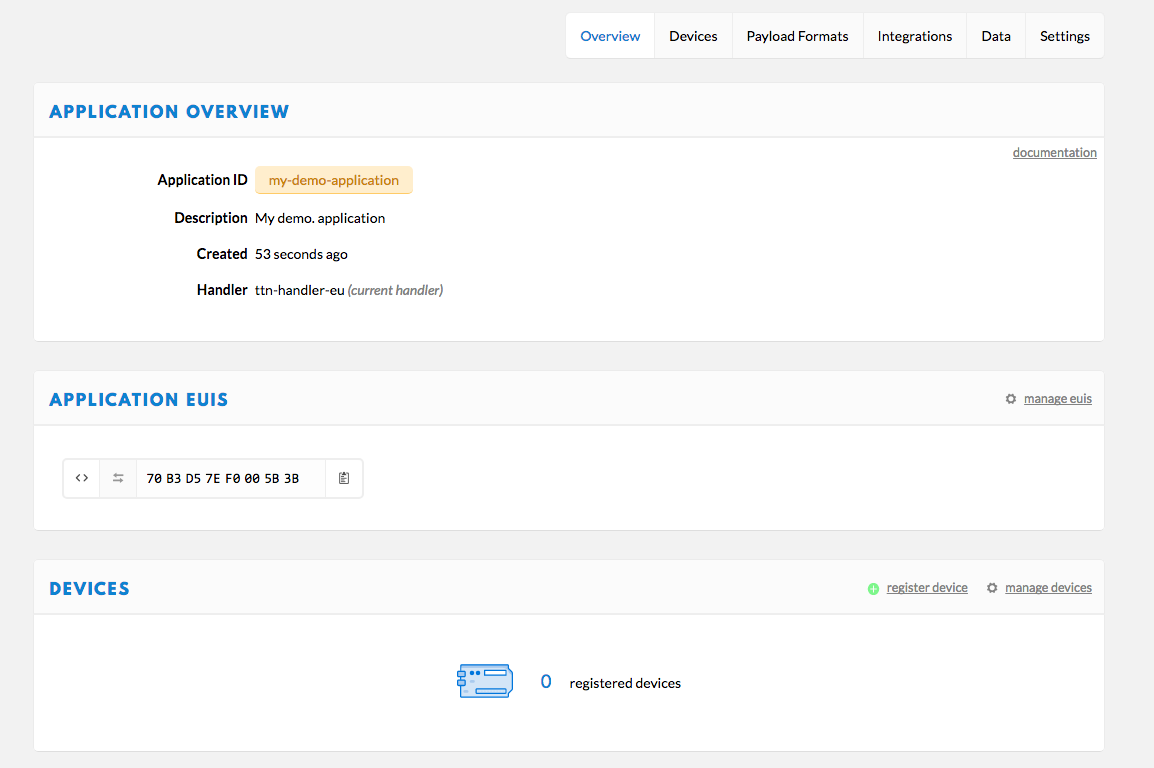 Overview Devices Payload Formats Integrations Data Settings
APPLICATION OVERVIEW
documentation
Application ID my-demo-application
Description My demo. application
Created 53 seconds ago
Handler ttn-handler-eu (current handler)
APPLICATION EUIS manage euis
70 B3 D5 7E F0 00 5B 3B
DEVICES register device manage devices
0 registered devices